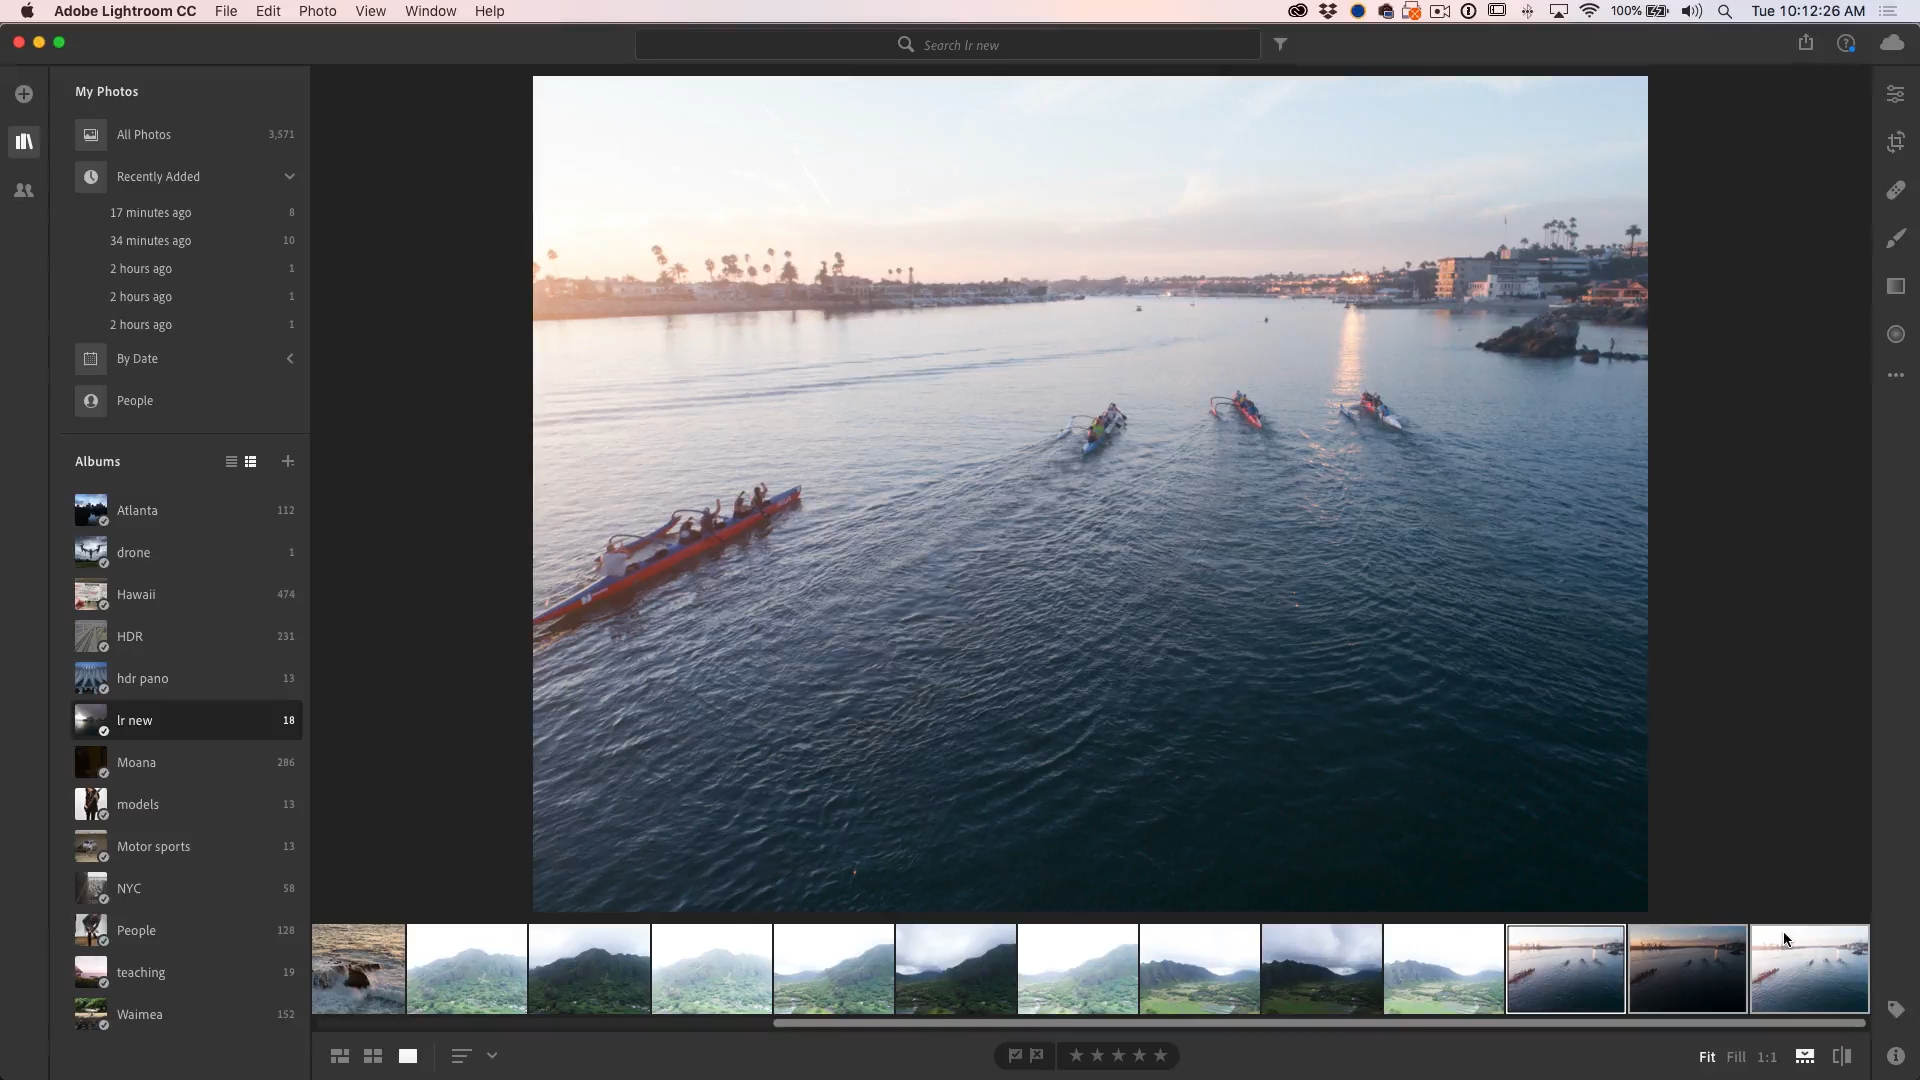 Adobe Lightroom CC File Edit Photo View Window Help
100% Tue 10:12:26 AM
Search lr new
My Photos
All Photos 3,571
Recently Added
17 minutes ago 8
34 minutes ago 10
2 hours ago 1
2 hours ago 1
2 hours ago 1
By Date
People
Albums
Atlanta 112
drone 1
Hawaii 474
HDR 231
hdr pano 13
lr new 18
Moana 286
models 13
Motor sports 13
NYC 58
People 128
teaching 19
Waimea 152
Fit Fill 1:1